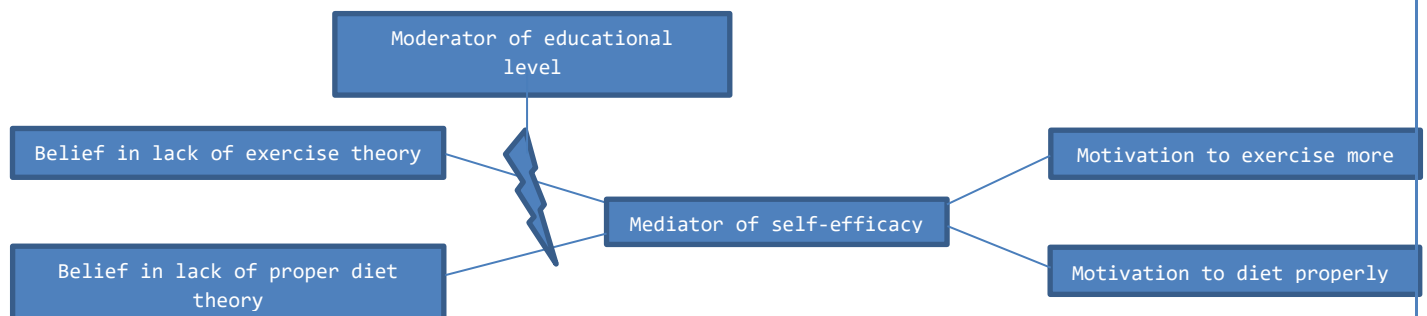 Moderator of educational
level
Belief in lack of exercise theory
Motivation to exercise more
Mediator of self-efficacy
Belief in lack of proper diet
theory
Motivation to diet properly